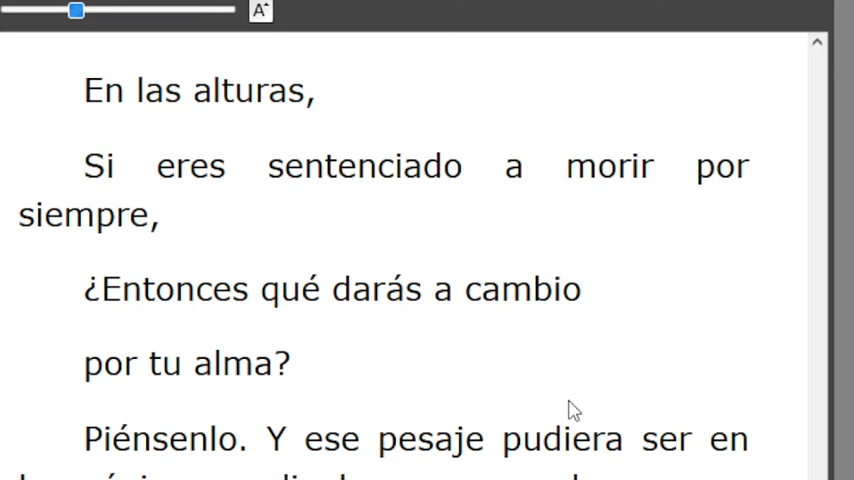 En las alturas,
Si eres sentenciado a morir por
siempre,
¿Entonces qué darás a cambio
por tu alma?
Piénsenlo. Y ese pesaje pudiera ser en